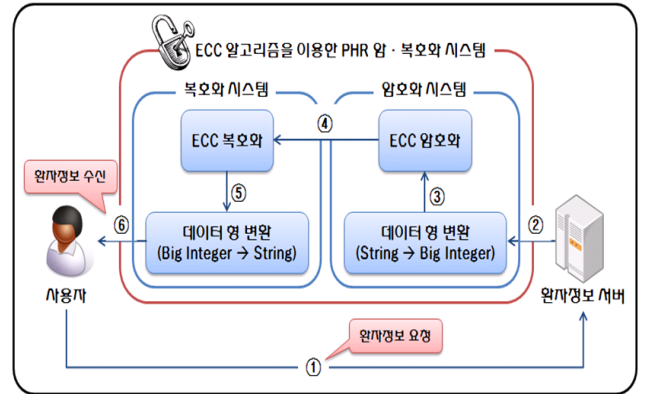 ECC 알고리즘을 이용한 PHR 암 · 복호화 시스템
복호화 시스템
암호화 시스템
④
ECC 복호화
ECC 암호화
환자정보 수신
⑤
③
⑥
②
데이터 형 변환
(Big Integer → String)
데이터 형 변환
(String → Big Integer)
사용자
환자정보 서버
환자정보 요청
①